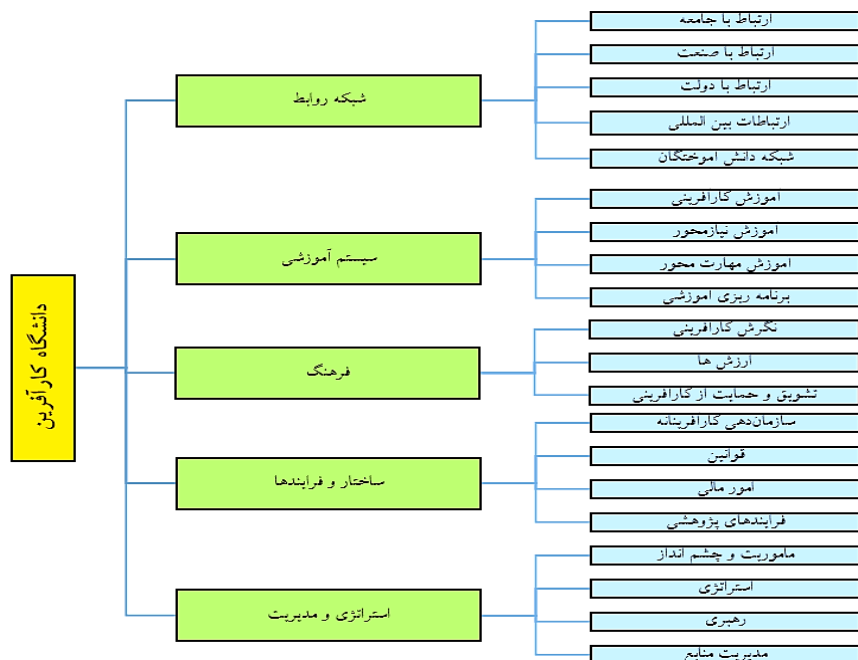 دانشگاه کارآفرین
شبکه روابط
ارتباط با جامعه
ارتباط با صنعت
ارتباط با دولت
ارتباطات بین المللی
شبکه دانش اموختگان
سیستم آموزشی
اموزش کارافرینی
اموزش نیازمحور
اموزش مهارت محور
برنامه ریزی اموزشی
فرهنگ
نگرش کارافرینی
ارزش ها
تشویق و حمایت از کارافرینی
ساختار و فرایندها
سازمان‌دهی کارافرینانه
قوانین
امور مالی
فرایندهای پژوهشی
استراتژی و مدیریت
ماموریت و چشم انداز
استراتژی
رهبری
مدیریت منابع